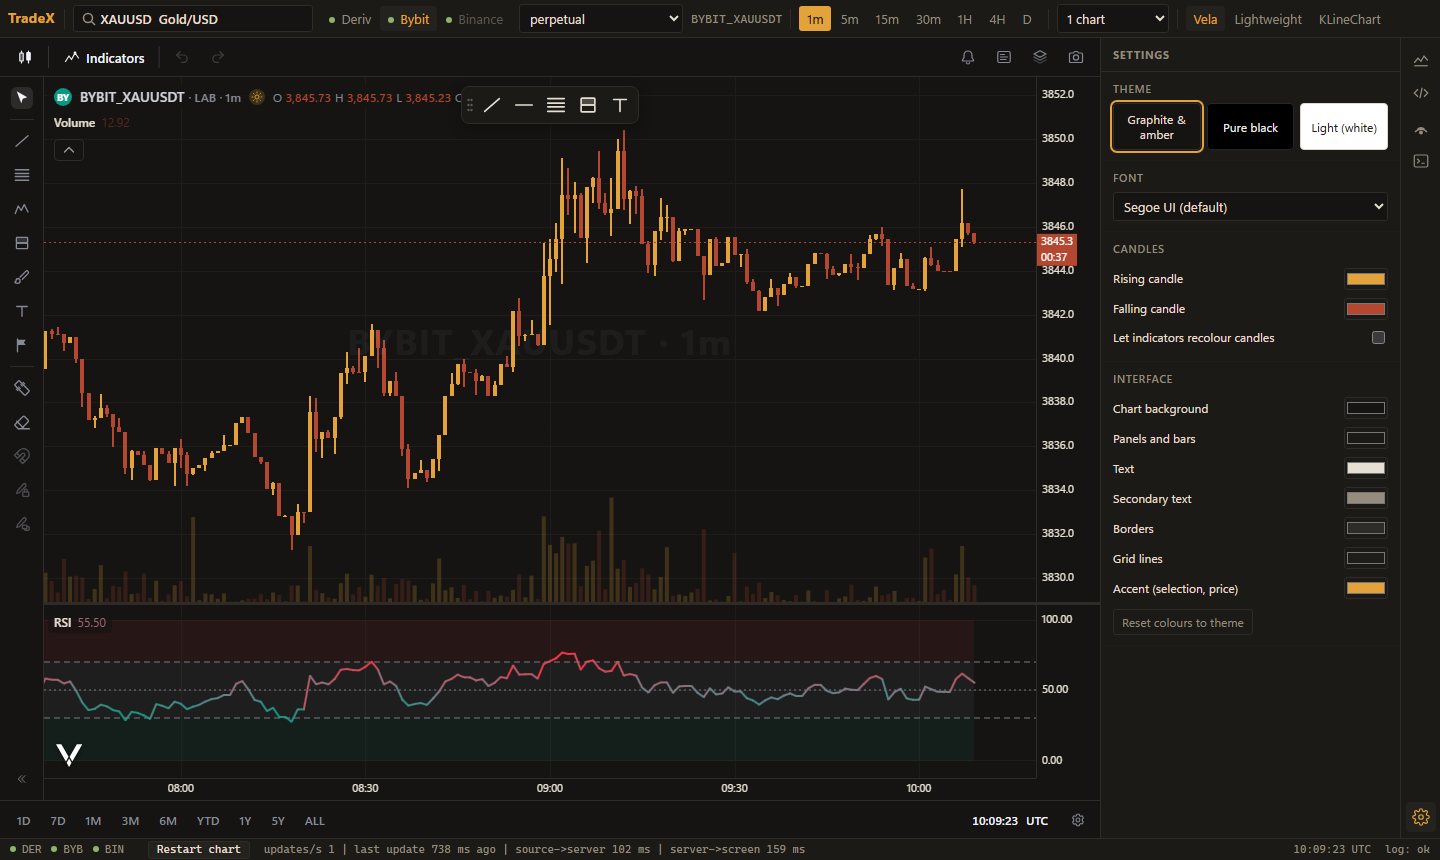 TradeX XAUUSD Gold/USD Deriv Bybit Binance perpetual BYBIT_XAUUSDT 1m 5m 15m 30m 1H 4H D 1 chart Vela Lightweight KLineChart
Indicators
SETTINGS
BY BYBIT_XAUUSDT · LAB · 1m O 3,845.73 H 3,845.73 L 3,845.23 C
T
Volume 12.92
BYBIT_XAUUSDT · 1m
3852.0
3850.0
3848.0
3846.0
3845.3
00:37
3844.0
3842.0
3840.0
3838.0
3836.0
3834.0
3832.0
3830.0
RSI 55.50
100.00
50.00
0.00
08:00 08:30 09:00 09:30 10:00
1D 7D 1M 3M 6M YTD 1Y 5Y ALL 10:09:23 UTC
THEME
Graphite &
amber
Pure black
Light (white)
FONT
Segoe UI (default)
CANDLES
Rising candle
Falling candle
Let indicators recolour candles
INTERFACE
Chart background
Panels and bars
Text
Secondary text
Borders
Grid lines
Accent (selection, price)
Reset colours to theme
DER BYB BIN Restart chart updates/s 1 | last update 738 ms ago | source->server 102 ms | server->screen 159 ms 10:09:23 UTC log: ok